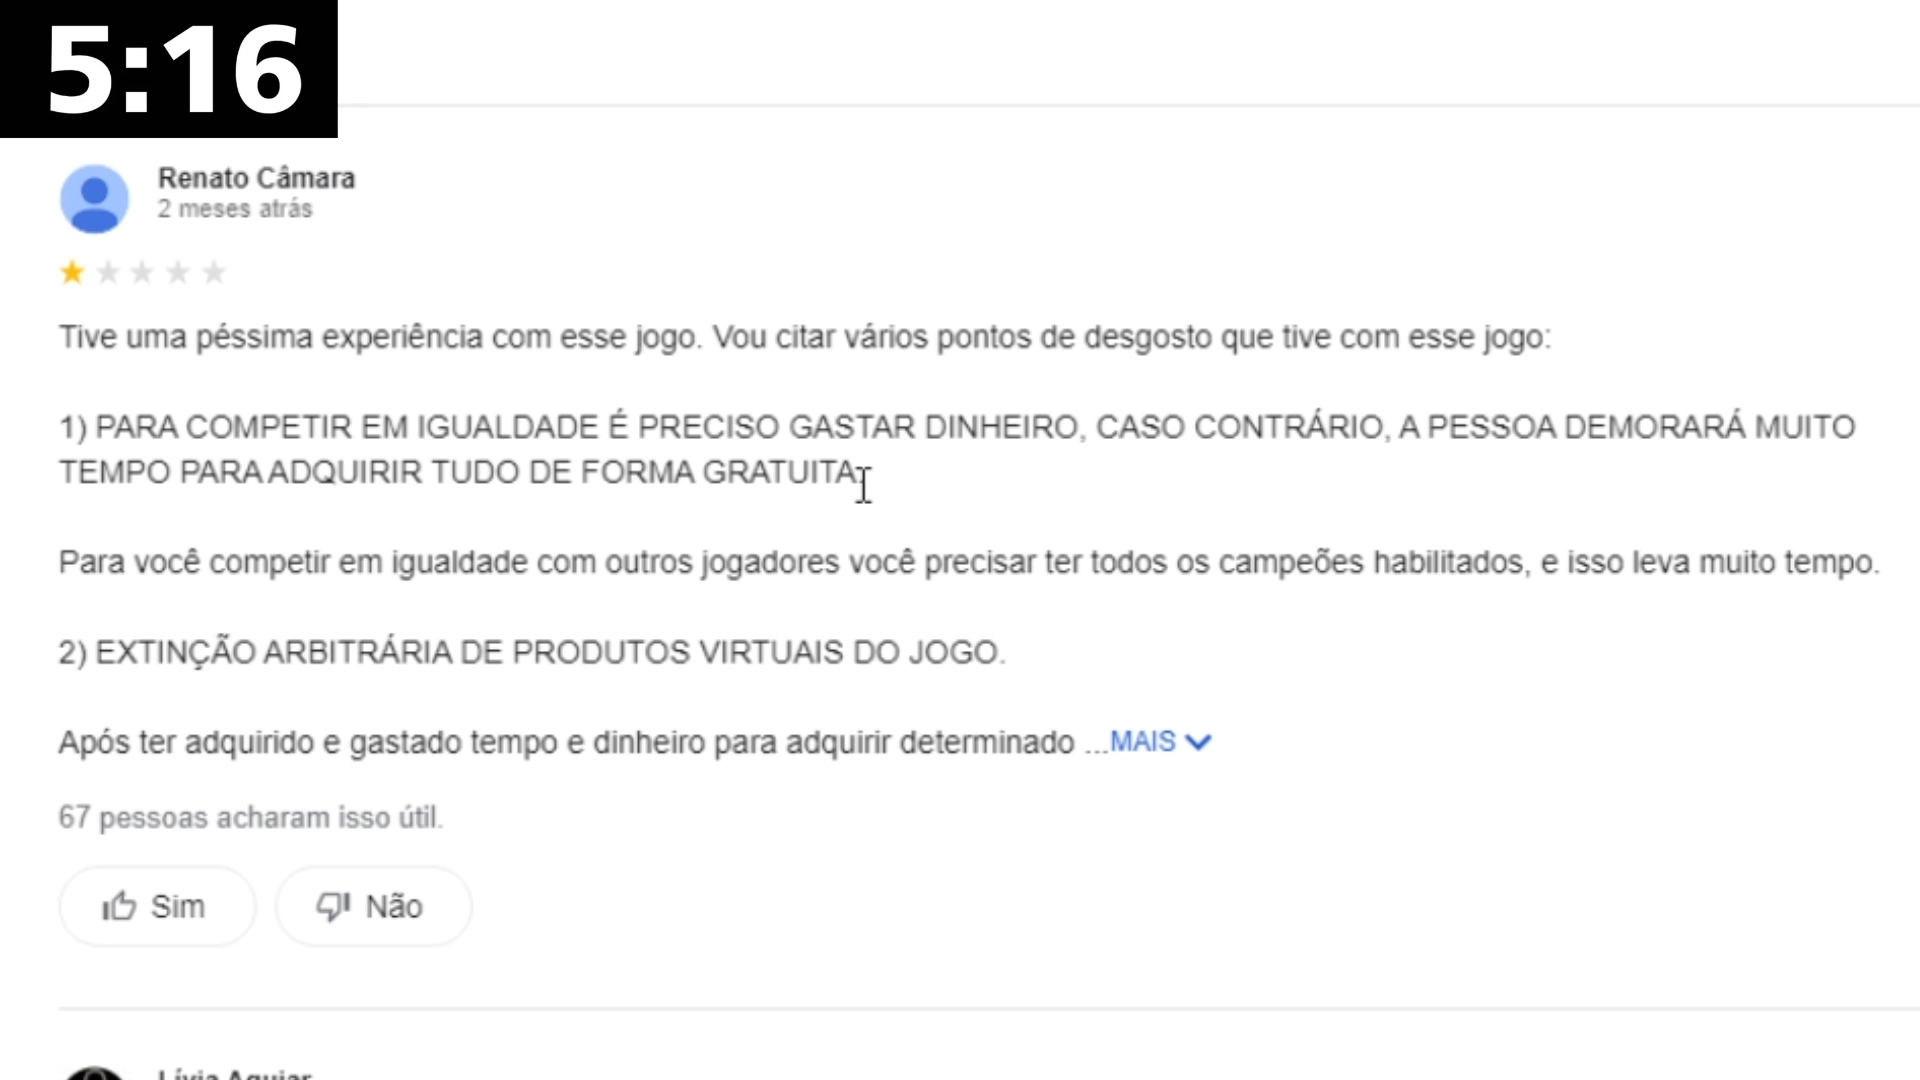 5:16
Renato Câmara
2 meses atrás
Tive uma péssima experiência com esse jogo. Vou citar vários pontos de desgosto que tive com esse jogo:
1) PARA COMPETIR EM IGUALDADE É PRECISO GASTAR DINHEIRO, CASO CONTRÁRIO, A PESSOA DEMORARÁ MUITO
TEMPO PARA ADQUIRIR TUDO DE FORMA GRATUITA.
Para você competir em igualdade com outros jogadores você precisar ter todos os campeões habilitados, e isso leva muito tempo.
2) EXTINÇÃO ARBITRÁRIA DE PRODUTOS VIRTUAIS DO JOGO.
Após ter adquirido e gastado tempo e dinheiro para adquirir determinado ...MAIS
67 pessoas acharam isso útil.
Sim
Não
Lívia Aguiar